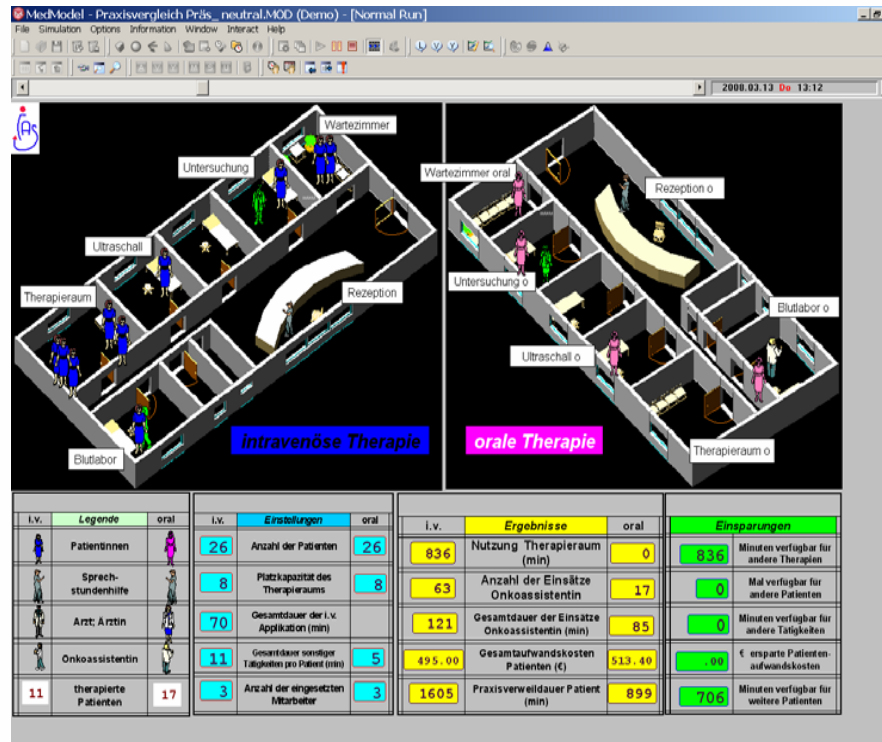 MedModel - Praxisvergleich Präs_ neutral.MOD (Demo) - [Normal Run]
File Simulation Options Information Window Interact Help
2000.03.13 Do 13:12
Wartezimmer
Untersuchung
Ultraschall
Therapieraum
Rezeption
Blutlabor
intravenöse Therapie
Wartezimmer oral
Rezeption o
Untersuchung o
Blutlabor o
Ultraschall o
Therapieraum o
orale Therapie
i.v. Legende oral
Patientinnen
Sprech-
stundenhilfe
Arzt; Ärztin
Onkoassistentin
11 therapierte
Patienten 17
i.v. Einstellungen oral
26 Anzahl der Patienten 26
8 Platzkapazität des
Therapieraums 8
70 Gesamtdauer der i.v.
Applikation (min)
11 Gesamtdauer sonstiger
Tätigkeiten pro Patient (min) 5
3 Anzahl der eingesetzten
Mitarbeiter 3
i.v. Ergebnisse oral
836 Nutzung Therapieraum
(min) 0
63 Anzahl der Einsätze
Onkoassistentin 17
121 Gesamtdauer der Einsätze
Onkoassistentin (min) 85
495.00 Gesamtaufwandskosten
Patienten (€) 513.40
1605 Praxisverweildauer Patient
(min) 899
Einsparungen
836 Minuten verfügbar für
andere Therapien
0 Mal verfügbar für
andere Patienten
0 Minuten verfügbar für
andere Tätigkeiten
.00 € ersparte Patienten-
aufwandskosten
706 Minuten verfügbar für
weitere Patienten